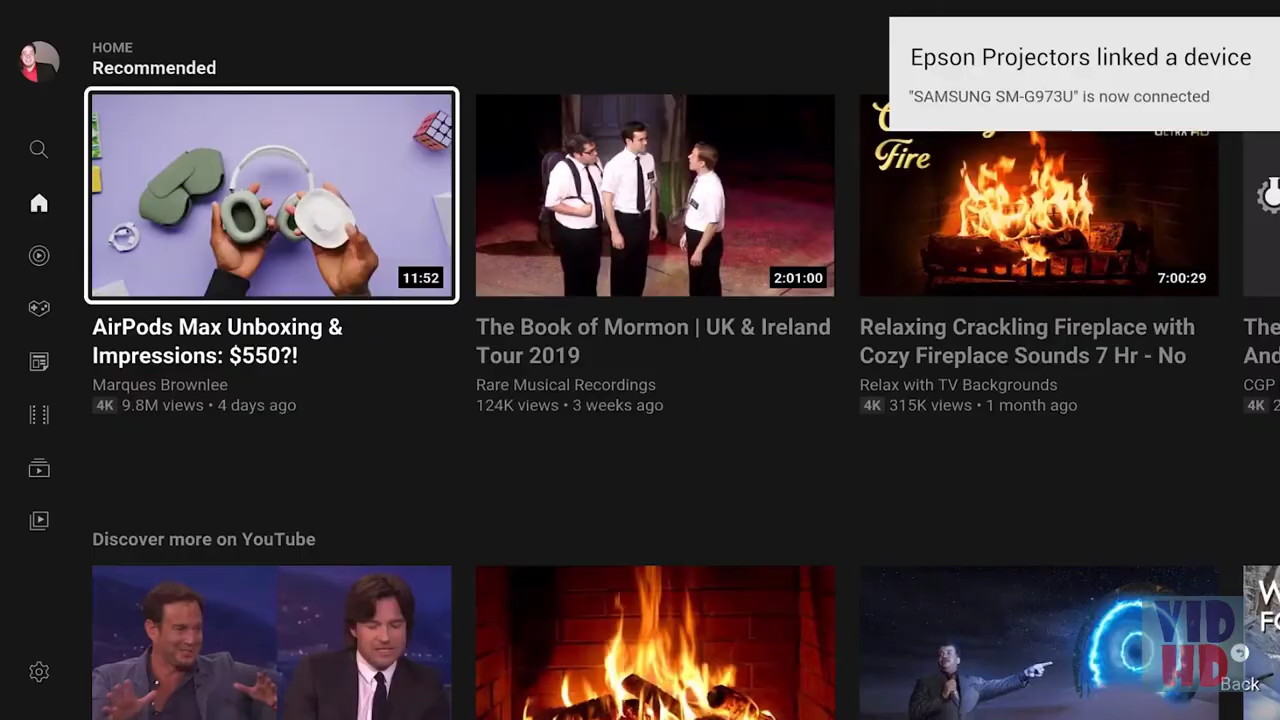 HOME
Recommended
Epson Projectors linked a device
"SAMSUNG SM-G973U" is now connected
11:52
2:01:00
Fire
7:00:29
AirPods Max Unboxing &
Impressions: $550?!
Marques Brownlee
4K 9.8M views • 4 days ago
The Book of Mormon | UK & Ireland
Tour 2019
Rare Musical Recordings
124K views • 3 weeks ago
Relaxing Crackling Fireplace with
Cozy Fireplace Sounds 7 Hr - No
Relax with TV Backgrounds
4K 315K views • 1 month ago
The
And
CGP
4K 2
Discover more on YouTube
VID
HD
Back